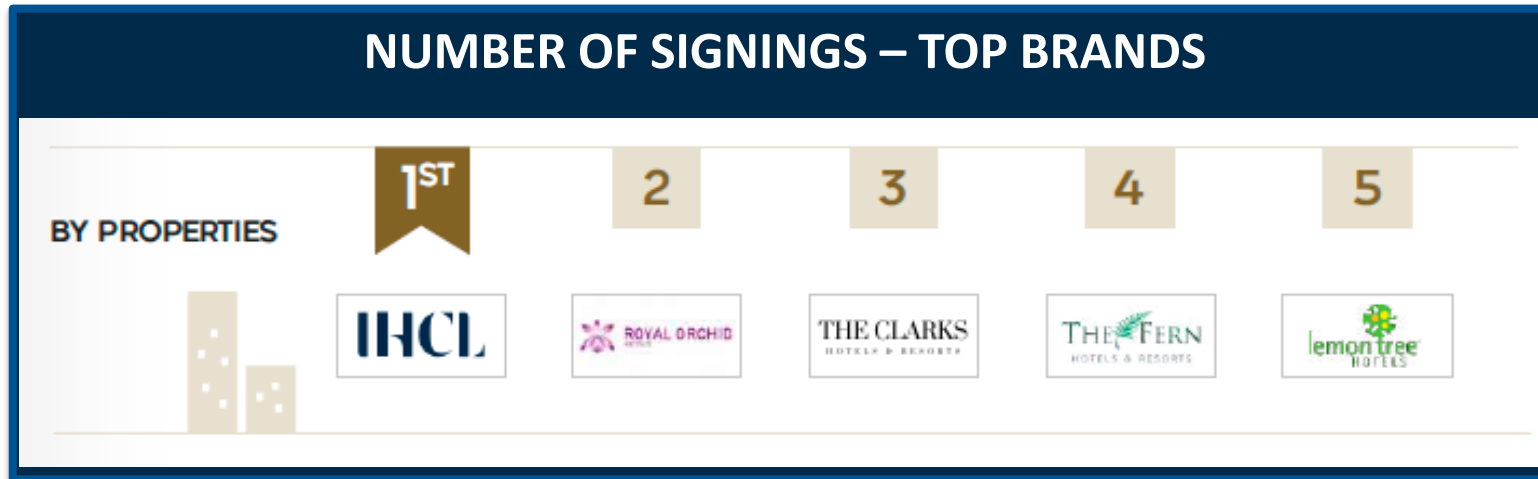 NUMBER OF SIGNINGS – TOP BRANDS
1ST 2 3 4 5
BY PROPERTIES
IHCL
ROYAL ORCHID
HOTELS
THE CLARKS
HOTELS & RESORTS
THE FERN
HOTELS & RESORTS
lemon tree
HOTELS